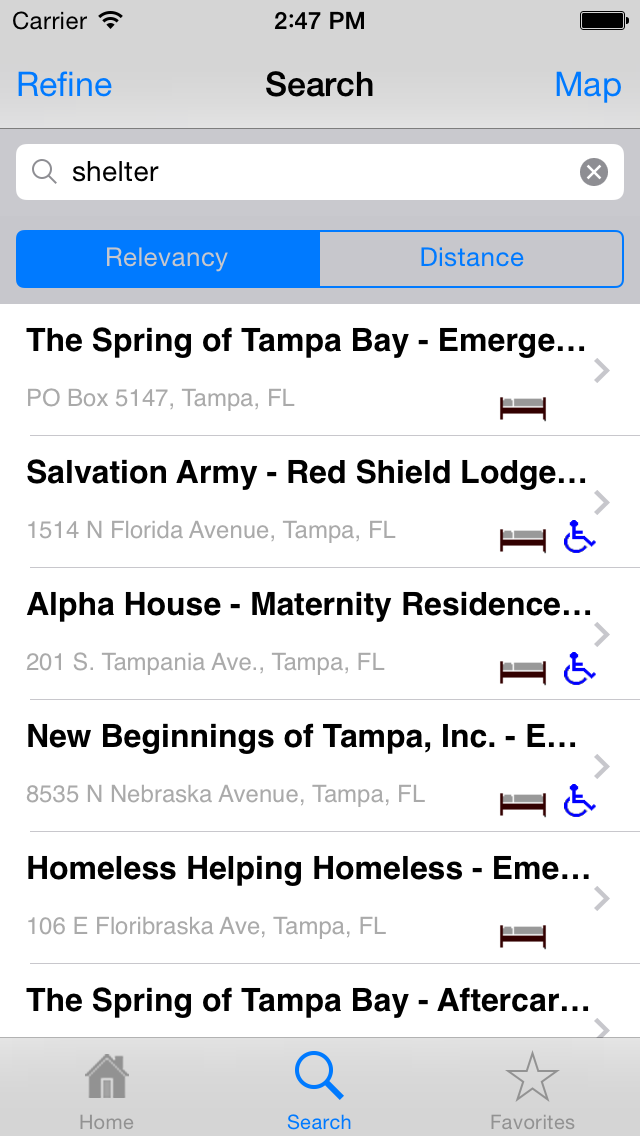 Carrier 2:47 PM
Refine Search Map
shelter
Relevancy Distance
The Spring of Tampa Bay - Emerge...
PO Box 5147, Tampa, FL
Salvation Army - Red Shield Lodge...
1514 N Florida Avenue, Tampa, FL
Alpha House - Maternity Residence...
201 S. Tampania Ave., Tampa, FL
New Beginnings of Tampa, Inc. - E...
8535 N Nebraska Avenue, Tampa, FL
Homeless Helping Homeless - Eme...
106 E Floribraska Ave, Tampa, FL
The Spring of Tampa Bay - Aftercar...
Home Search Favorites